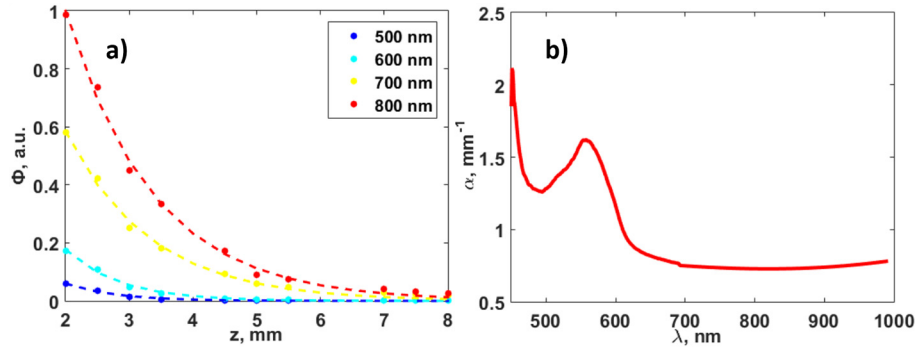 a)
1
0.8
0.6
0.4
0.2
0
Φ, a.u.
2 3 4 5 6 7 8
z, mm
500 nm
600 nm
700 nm
800 nm
b)
2.5
2
1.5
1
0.5
α, mm⁻¹
500 600 700 800 900 1000
λ, nm